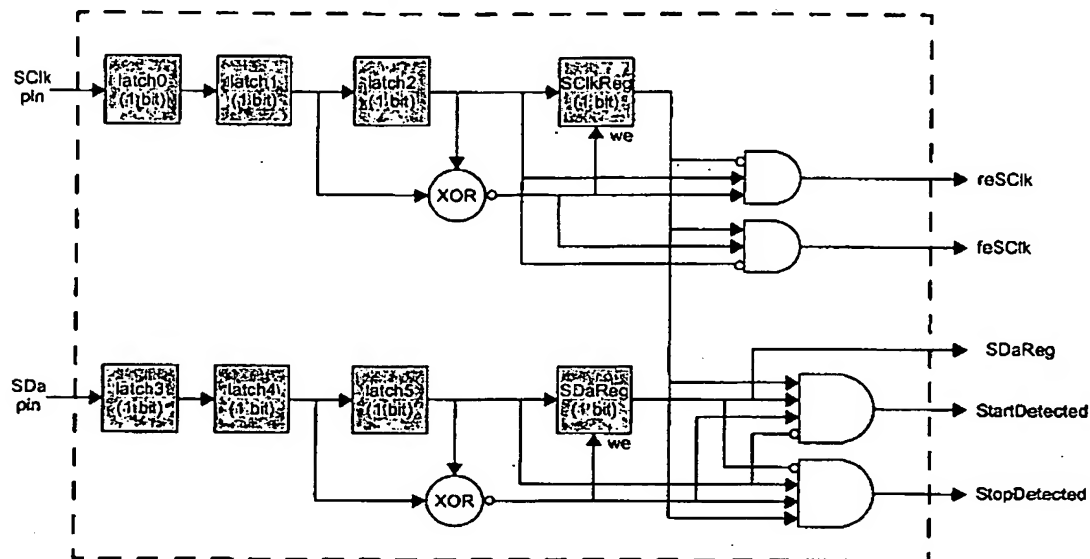 SClk
pin
latch0
(1 bit)
latch1
(1 bit)
latch2
(1 bit)
SClkReg
(1 bit)
we
XOR
reSClk
feSClk
SDa
pin
latch3
(1 bit)
latch4
(1 bit)
latch5
(1 bit)
SDaReg
(1 bit)
we
XOR
SDaReg
StartDetected
StopDetected